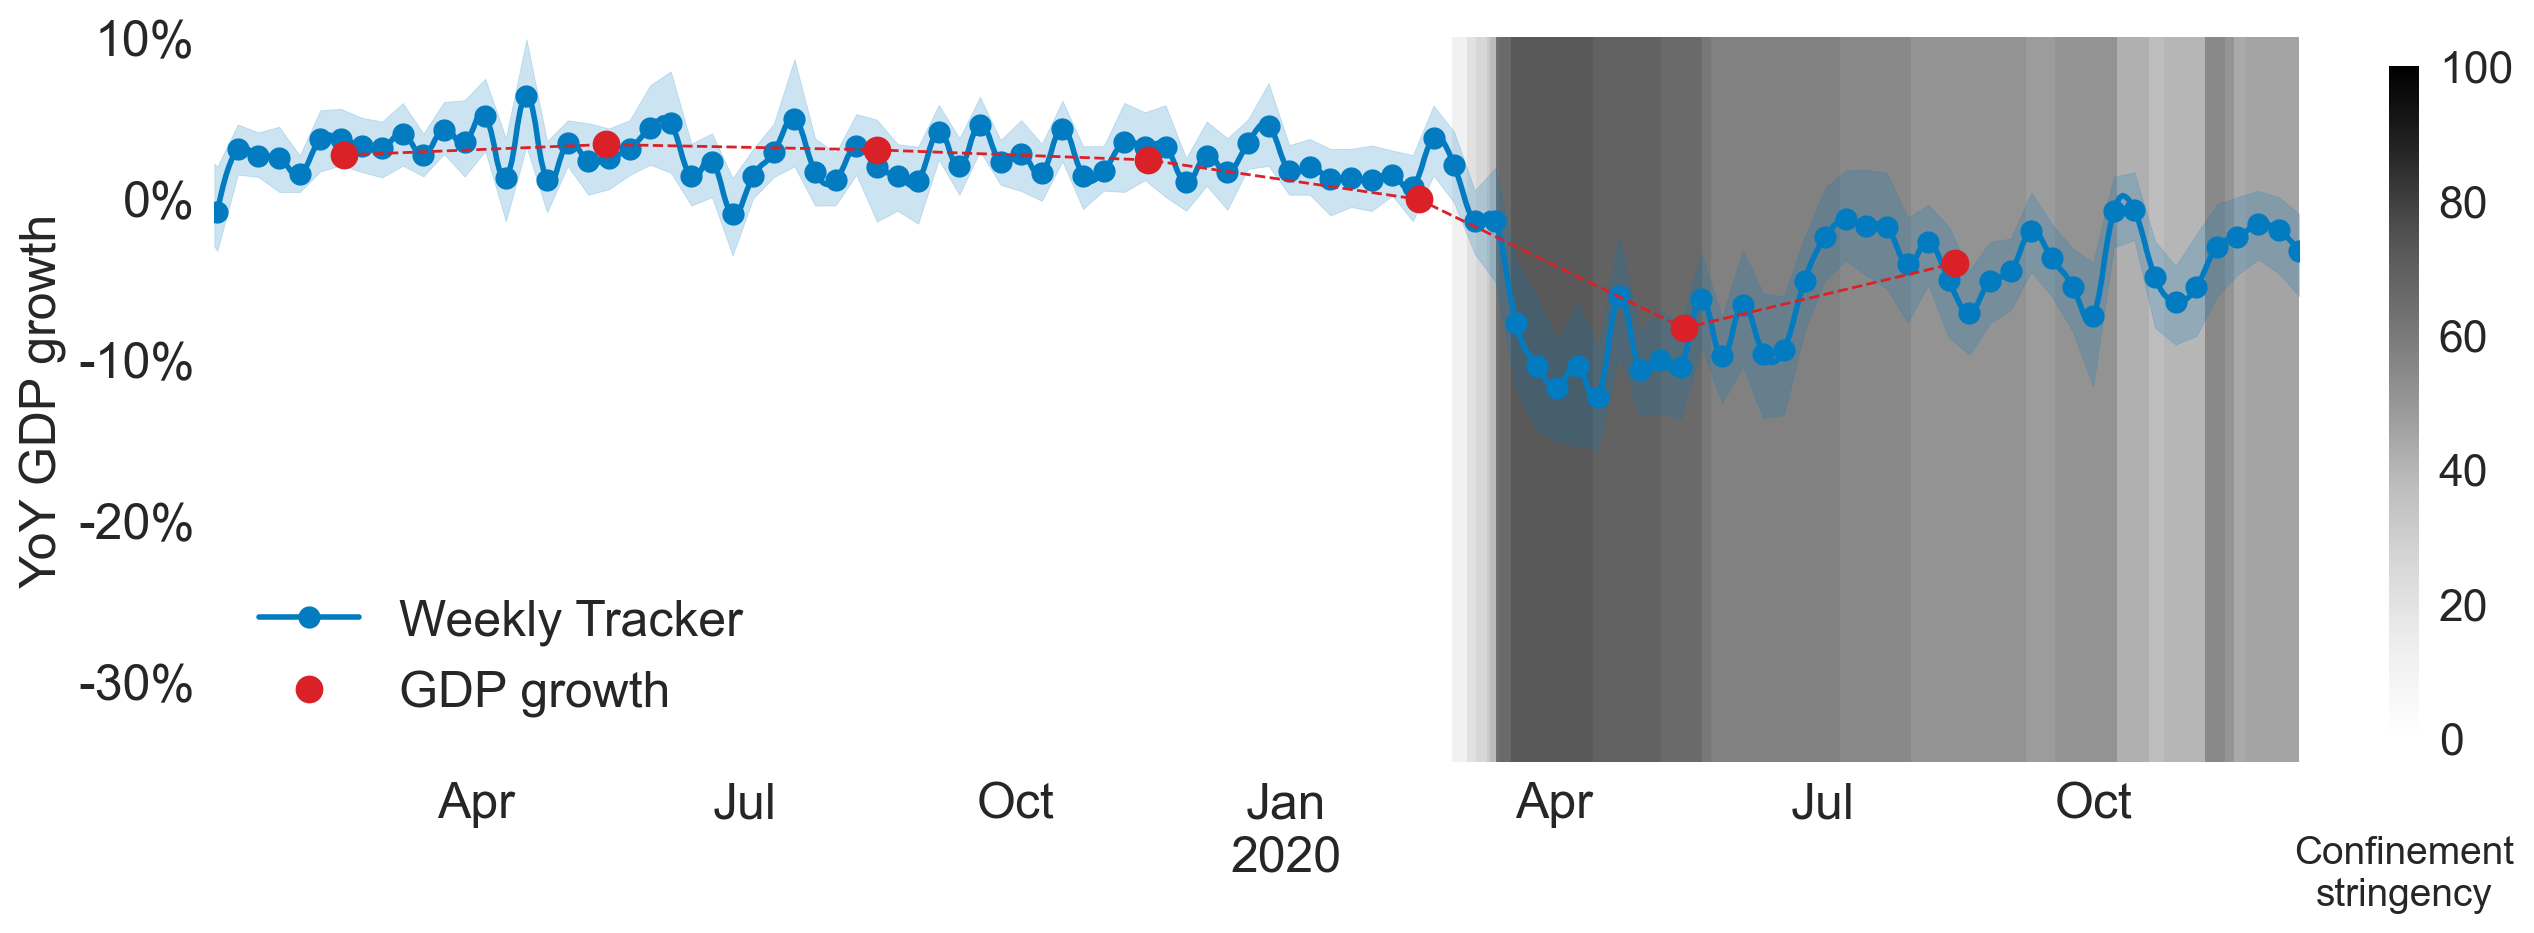 10%
0%
-10%
-20%
-30%
YoY GDP growth
Weekly Tracker
GDP growth
Apr
Jul
Oct
Jan
2020
Apr
Jul
Oct
100
80
60
40
20
0
Confinement
stringency